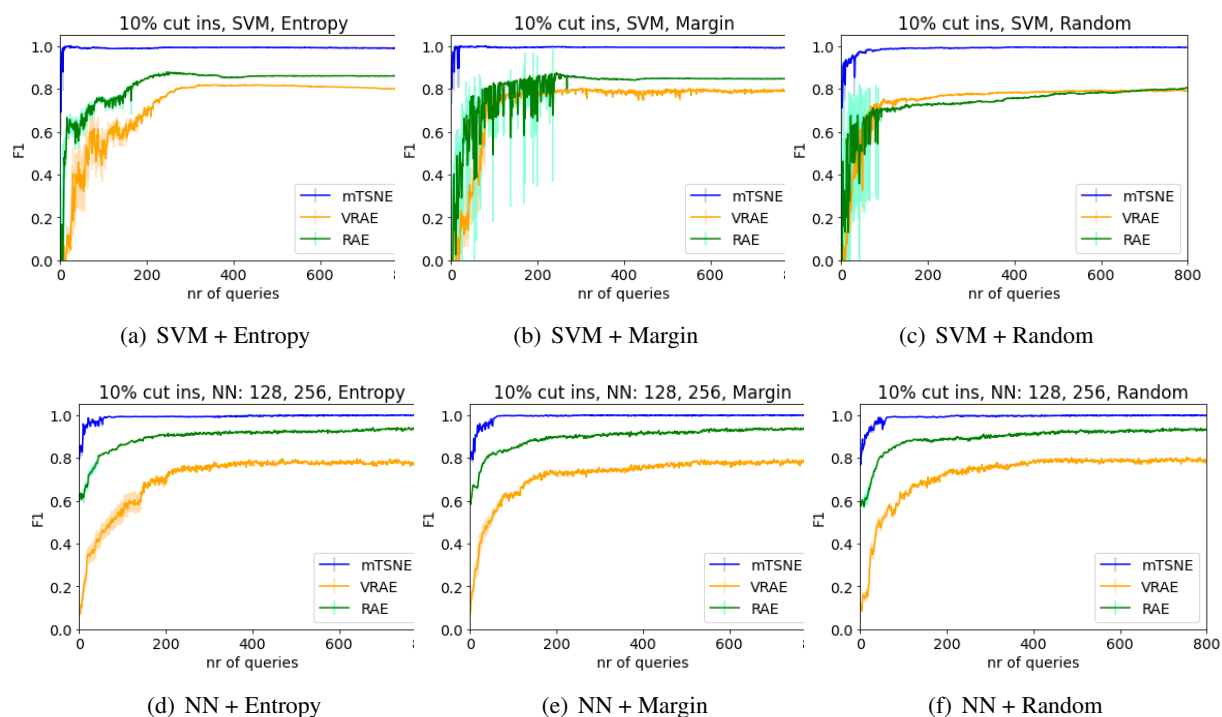 10% cut ins, SVM, Entropy
1.0
0.8
0.6
0.4
0.2
0.0
F1
mTSNE
VRAE
RAE
0 200 400 600 8
nr of queries
(a) SVM + Entropy
10% cut ins, SVM, Margin
1.0
0.8
0.6
0.4
0.2
0.0
F1
mTSNE
VRAE
RAE
0 200 400 600 8
nr of queries
(b) SVM + Margin
10% cut ins, SVM, Random
1.0
0.8
0.6
0.4
0.2
0.0
F1
mTSNE
VRAE
RAE
0 200 400 600 800
nr of queries
(c) SVM + Random
10% cut ins, NN: 128, 256, Entropy
1.0
0.8
0.6
0.4
0.2
0.0
F1
mTSNE
VRAE
RAE
0 200 400 600 8
nr of queries
(d) NN + Entropy
10% cut ins, NN: 128, 256, Margin
1.0
0.8
0.6
0.4
0.2
0.0
F1
mTSNE
VRAE
RAE
0 200 400 600 8
nr of queries
(e) NN + Margin
10% cut ins, NN: 128, 256, Random
1.0
0.8
0.6
0.4
0.2
0.0
F1
mTSNE
VRAE
RAE
0 200 400 600 800
nr of queries
(f) NN + Random